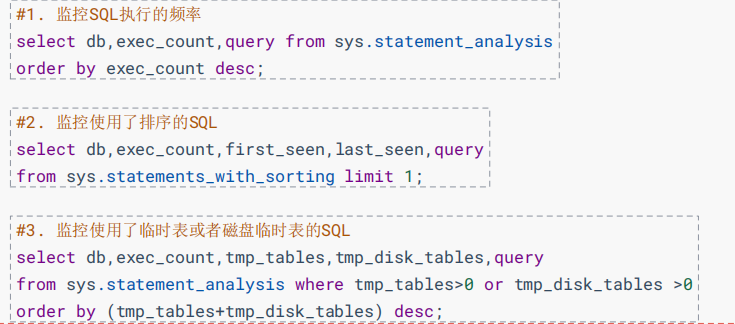 #1. 监控SQL执行的频率
select db,exec_count,query from sys.statement_analysis
order by exec_count desc;
#2. 监控使用了排序的SQL
select db,exec_count,first_seen,last_seen,query
from sys.statements_with_sorting limit 1;
#3. 监控使用了临时表或者磁盘临时表的SQL
select db,exec_count,tmp_tables,tmp_disk_tables,query
from sys.statement_analysis where tmp_tables>0 or tmp_disk_tables >0
order by (tmp_tables+tmp_disk_tables) desc;